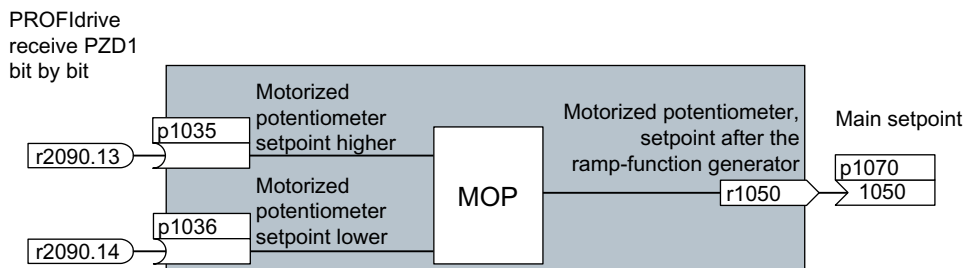 PROFIdrive
receive PZD1
bit by bit
Motorized
potentiometer
setpoint higher
p1035
r2090.13
Motorized
potentiometer
setpoint lower
p1036
r2090.14
MOP
Motorized potentiometer,
setpoint after the
ramp-function generator
r1050
Main setpoint
p1070
1050